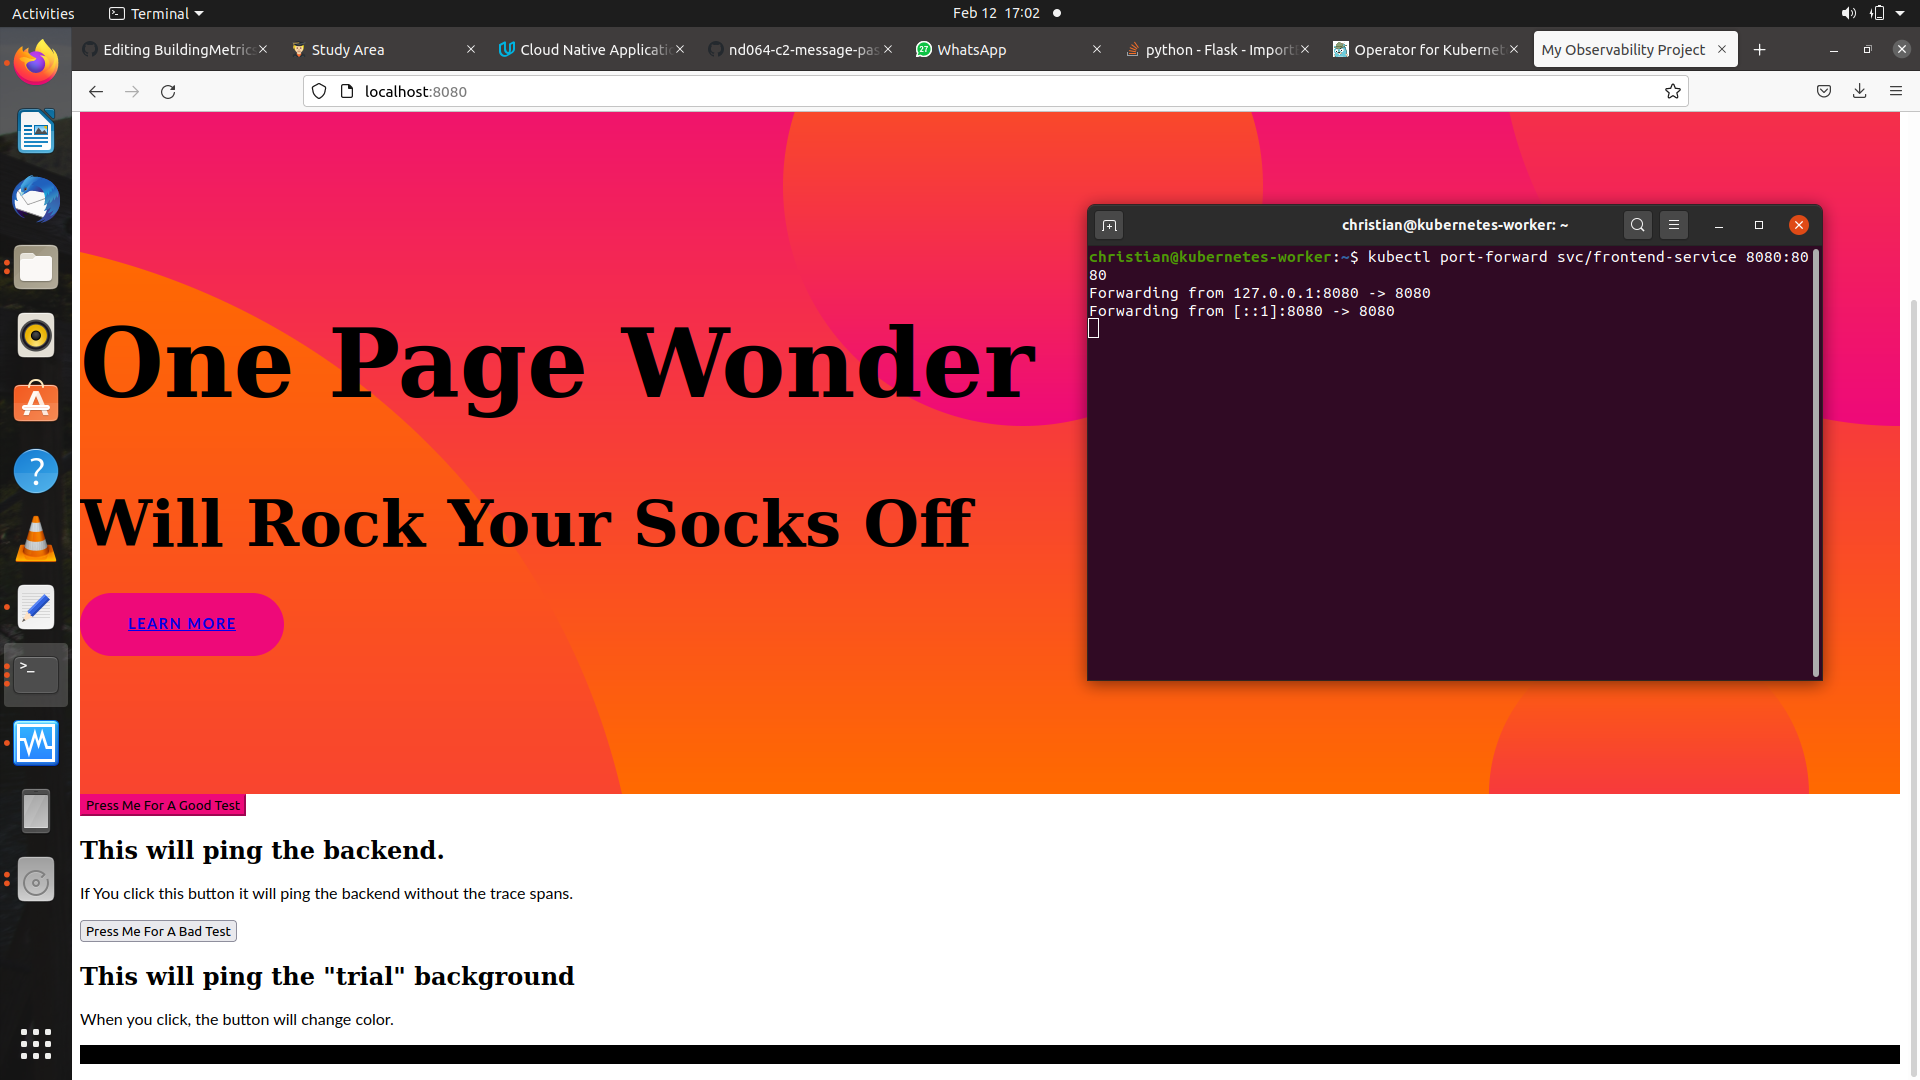 Activities
Terminal
Feb 12 17:02
Editing BuildingMetrics
Study Area
Cloud Native Applicatio
nd064-c2-message-pas
27
WhatsApp
python - Flask - Import
Operator for Kubernet
My Observability Project
localhost:8080
One Page Wonder
Will Rock Your Socks Off
LEARN MORE
christian@kubernetes-worker: ~
christian@kubernetes-worker:~$ kubectl port-forward svc/frontend-service 8080:80
80
Forwarding from 127.0.0.1:8080 -> 8080
Forwarding from [::1]:8080 -> 8080
Press Me For A Good Test
This will ping the backend.
If You click this button it will ping the backend without the trace spans.
Press Me For A Bad Test
This will ping the "trial" background
When you click, the button will change color.